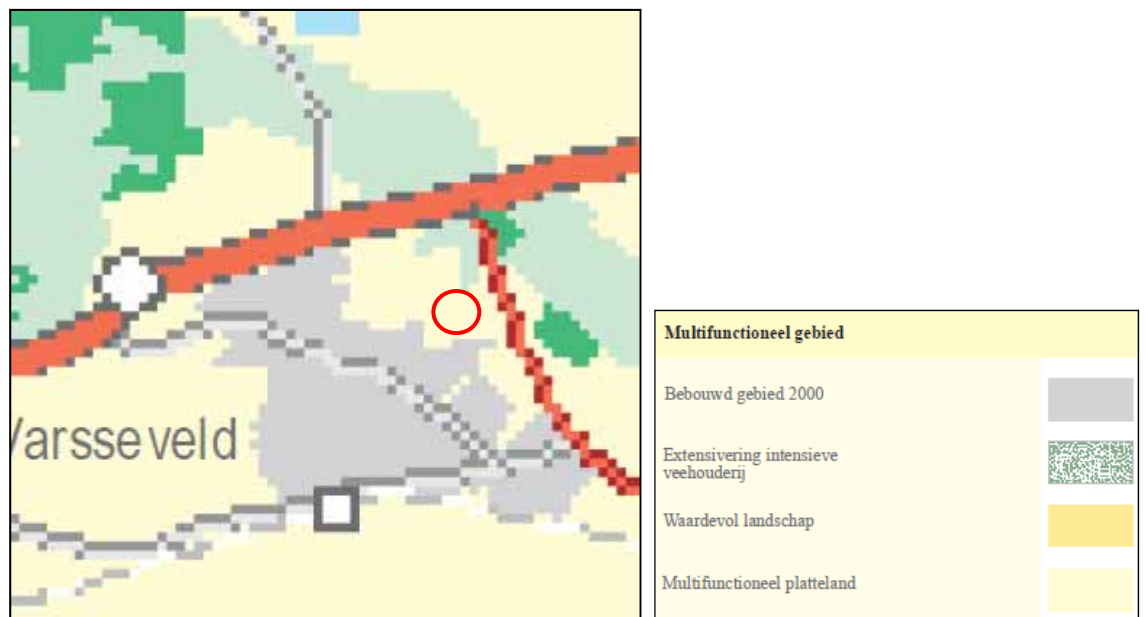 Varsseveld
Multifunctioneel gebied
Bebouwd gebied 2000
Extensivering intensieve
veehouderij
Waardevol landschap
Multifunctioneel platteland